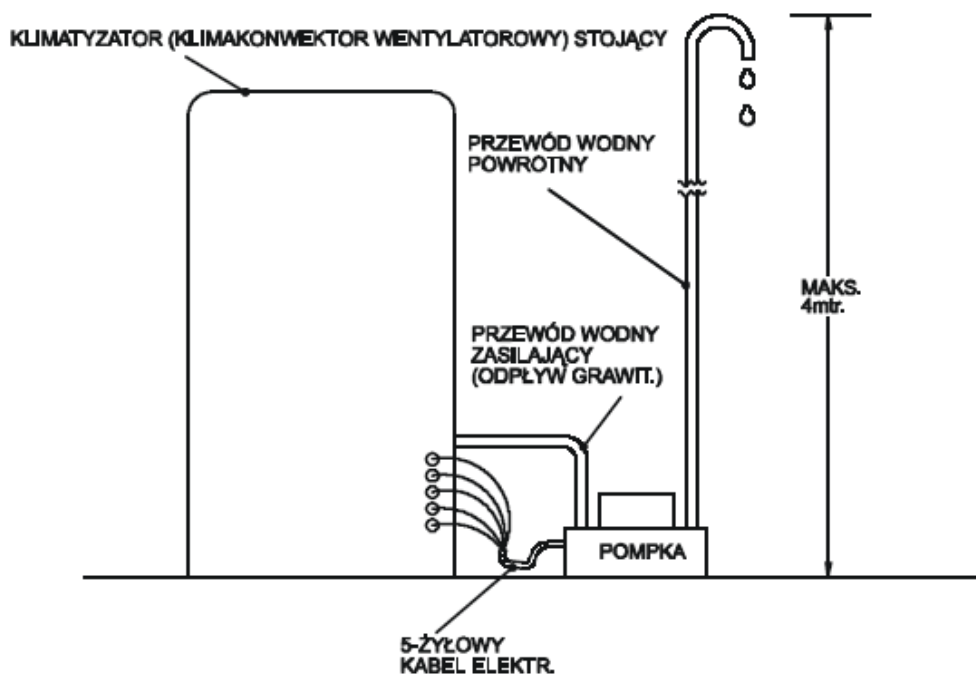 KLIMATYZATOR (KLIMAKONWEKTOR WENTYLATOROWY) STOJĄCY
PRZEWÓD WODNY
POWROTNY
MAKS.
4mtr.
PRZEWÓD WODNY
ZASILAJĄCY
(ODPŁYW GRAWIT.)
POMPKA
5-ŻYŁOWY
KABEL ELEKTR.